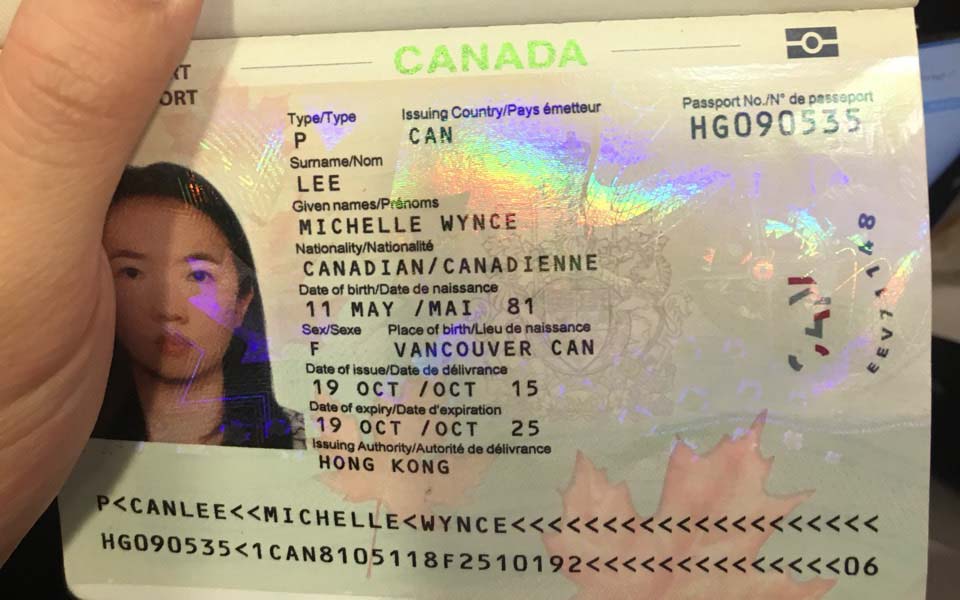 RT
ORT
CANADA
Type/Type
P
Issuing Country/Pays émetteur
CAN
Passport No./N° de passeport
HG090535
Surname/Nom
LEE
Given names/Prénoms
MICHELLE WYNCE
Nationality/Nationalité
CANADIAN/CANADIENNE
Date of birth/Date de naissance
11 MAY /MAI 81
Sex/Sexe Place of birth/Lieu de naissance
F VANCOUVER CAN
Date of issue/Date de délivrance
19 OCT /OCT 15
Date of expiry/Date d'expiration
19 OCT /OCT 25
Issuing Authority/Autorité de délivrance
HONG KONG
P<CANLEE<<MICHELLE<WYNCE<<<<<<<<<<<<<<<<<<<<
HG090535<1CAN8105118F2510192<<<<<<<<<<<<<<06